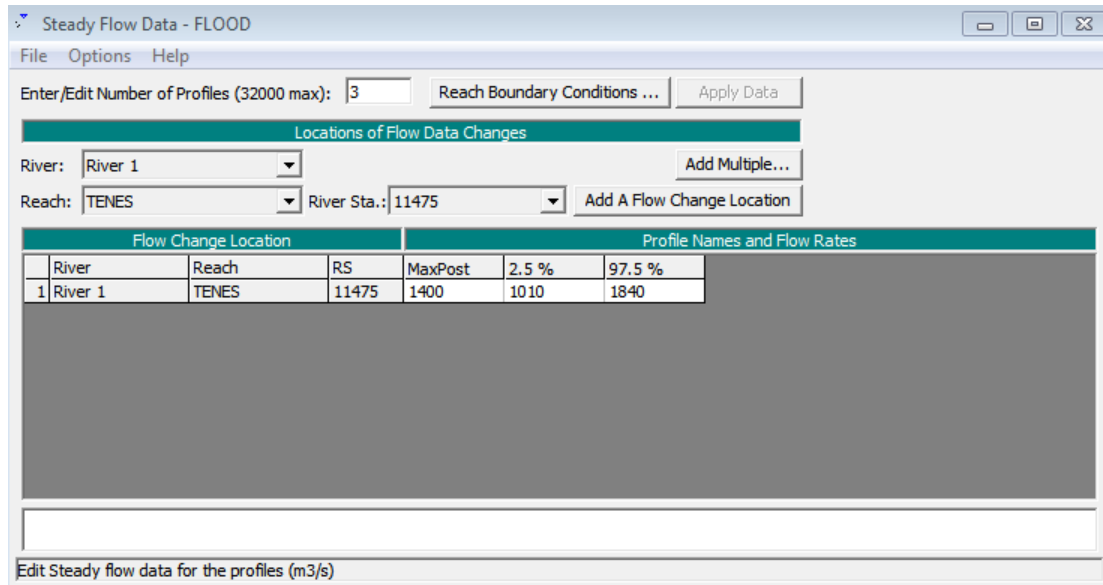 Steady Flow Data - FLOOD
File Options Help
Enter/Edit Number of Profiles (32000 max): 3 Reach Boundary Conditions ... Apply Data
Locations of Flow Data Changes
River: River 1 Add Multiple...
Reach: TENES River Sta.: 11475 Add A Flow Change Location
Flow Change Location Profile Names and Flow Rates
River Reach RS MaxPost 2.5 % 97.5 %
1 River 1 TENES 11475 1400 1010 1840
Edit Steady flow data for the profiles (m3/s)